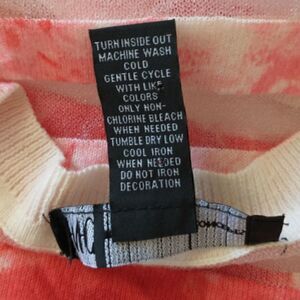 TURN INSIDE OUT
MACHINE WASH
COLD
GENTLE CYCLE
WITH LIKE
COLORS
ONLY NON-
CHLORINE BLEACH
WHEN NEEDED
TUMBLE DRY LOW
COOL IRON
WHEN NEEDED
DO NOT IRON
DECORATION